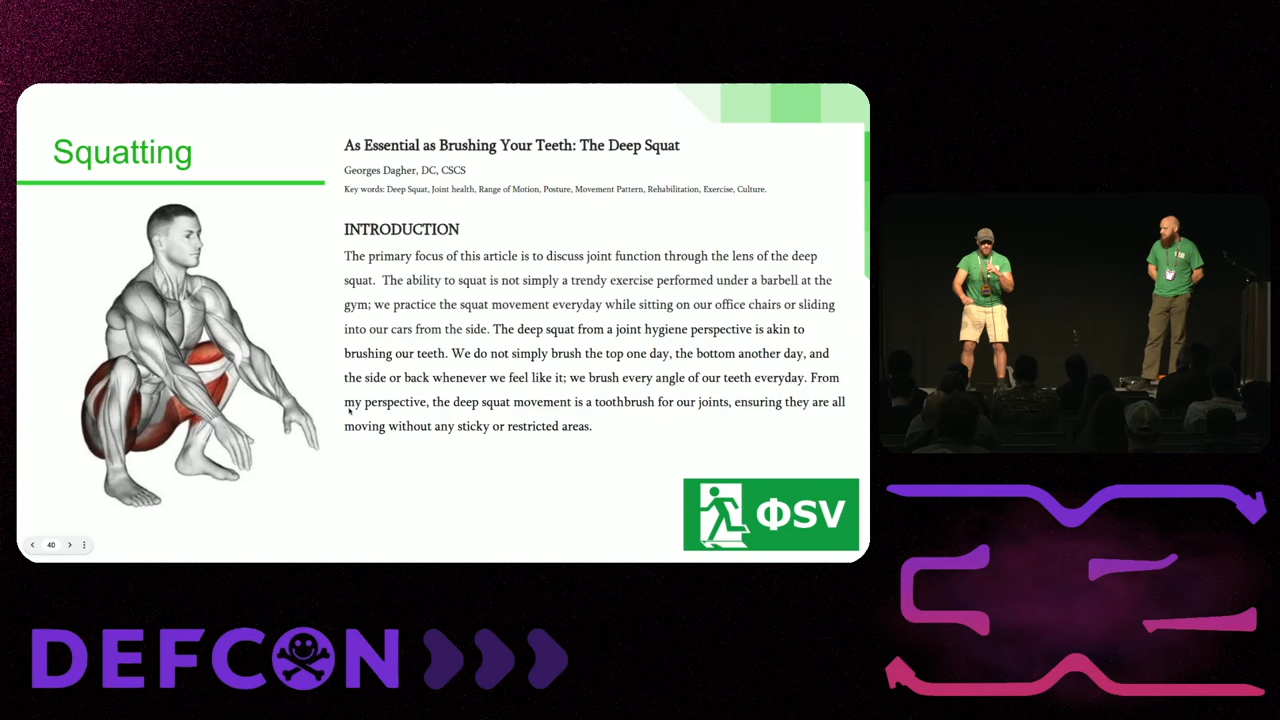 Squatting
As Essential as Brushing Your Teeth: The Deep Squat
Georges Dagher, DC, CSCS
Key words: Deep Squat, Joint health, Range of Motion, Posture, Movement Pattern, Rehabilitation, Exercise, Culture.
INTRODUCTION
The primary focus of this article is to discuss joint function through the lens of the deep
squat. The ability to squat is not simply a trendy exercise performed under a barbell at the
gym; we practice the squat movement everyday while sitting on our office chairs or sliding
into our cars from the side. The deep squat from a joint hygiene perspective is akin to
brushing our teeth. We do not simply brush the top one day, the bottom another day, and
the side or back whenever we feel like it; we brush every angle of our teeth everyday. From
my perspective, the deep squat movement is a toothbrush for our joints, ensuring they are all
moving without any sticky or restricted areas.
ΦSV
40
DEFCON